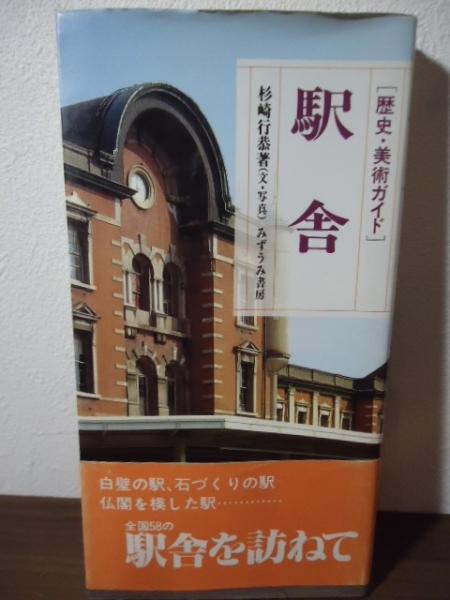 [歴史・美術ガイド]
駅舎
杉崎行恭著(文・写真) みずうみ書房
白壁の駅、石づくりの駅
仏閣を模した駅…………
全国58の
駅舎を訪ねて